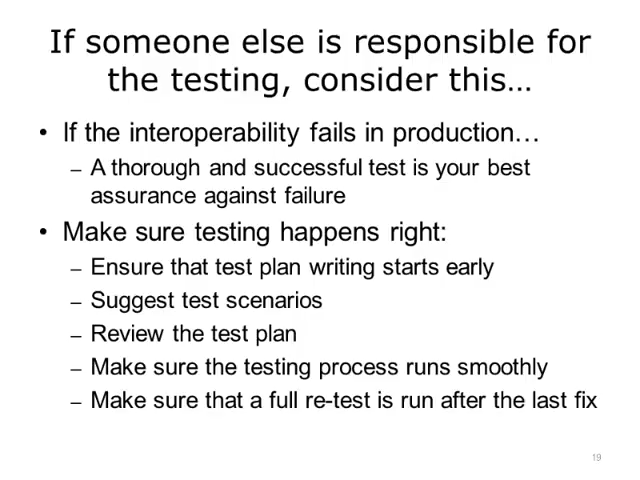 If someone else is responsible for
the testing, consider this…
• If the interoperability fails in production…
– A thorough and successful test is your best
assurance against failure
• Make sure testing happens right:
– Ensure that test plan writing starts early
– Suggest test scenarios
– Review the test plan
– Make sure the testing process runs smoothly
– Make sure that a full re-test is run after the last fix
19